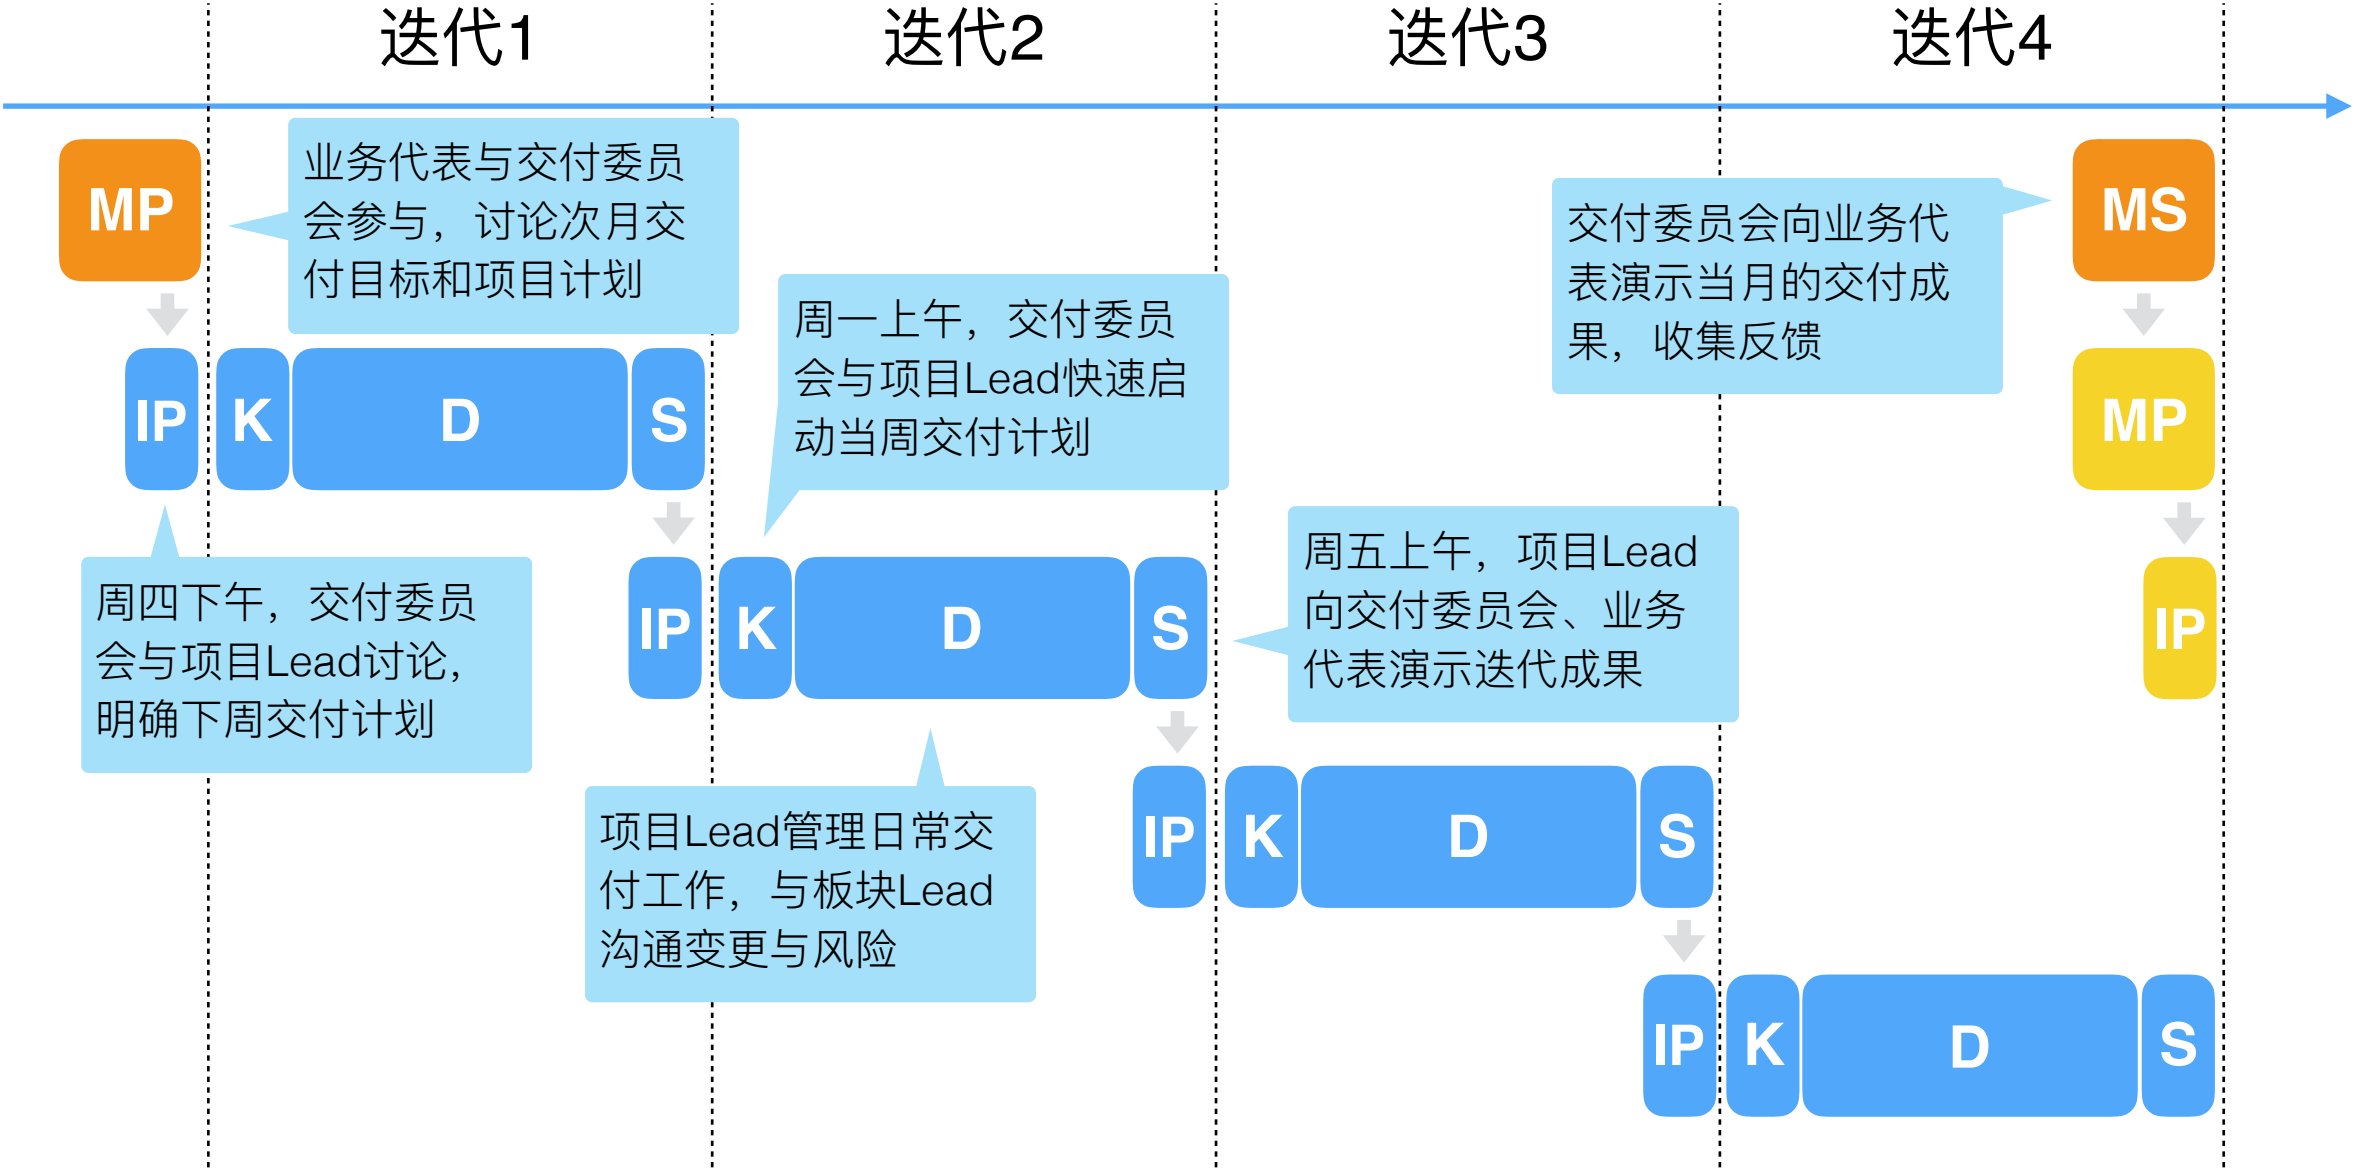 迭代1
迭代2
迭代3
迭代4
MP
业务代表与交付委员
会参与，讨论次月交
付目标和项目计划
交付委员会向业务代
表演示当月的交付成
果，收集反馈
MS
周一上午，交付委员
会与项目Lead快速启
动当周交付计划
IP
K
D
S
MP
周四下午，交付委员
会与项目Lead讨论，
明确下周交付计划
IP
K
D
S
周五上午，项目Lead
向交付委员会、业务
代表演示迭代成果
IP
项目Lead管理日常交
付工作，与板块Lead
沟通变更与风险
IP
K
D
S
IP
K
D
S